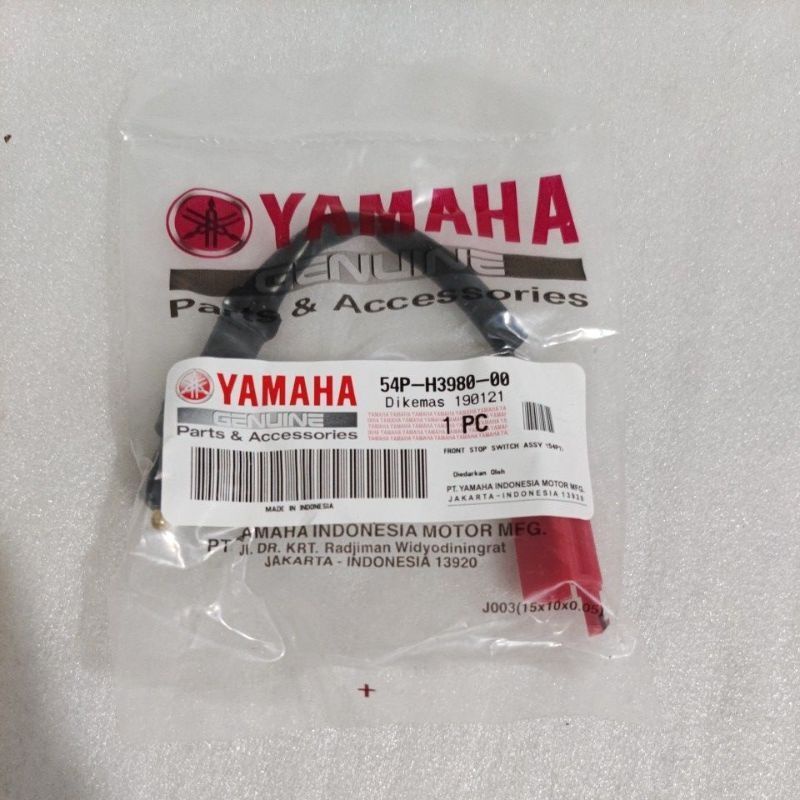 YAMAHA
GENUINE
Parts & Accessories
YAMAHA
GENUINE
Parts & Accessories
54P-H3980-00
Dikemas 190121
1 PC
FRONT STOP SWITCH ASSY
Diedarkan Oleh
PT. YAMAHA INDONESIA MOTOR MFG.
JAKARTA - INDONESIA 13920
MADE IN INDONESIA
PT YAMAHA INDONESIA MOTOR MFG.
Jl. DR. KRT. Radjiman Widyodiningrat
JAKARTA - INDONESIA 13920
J003(15x10x0.05)